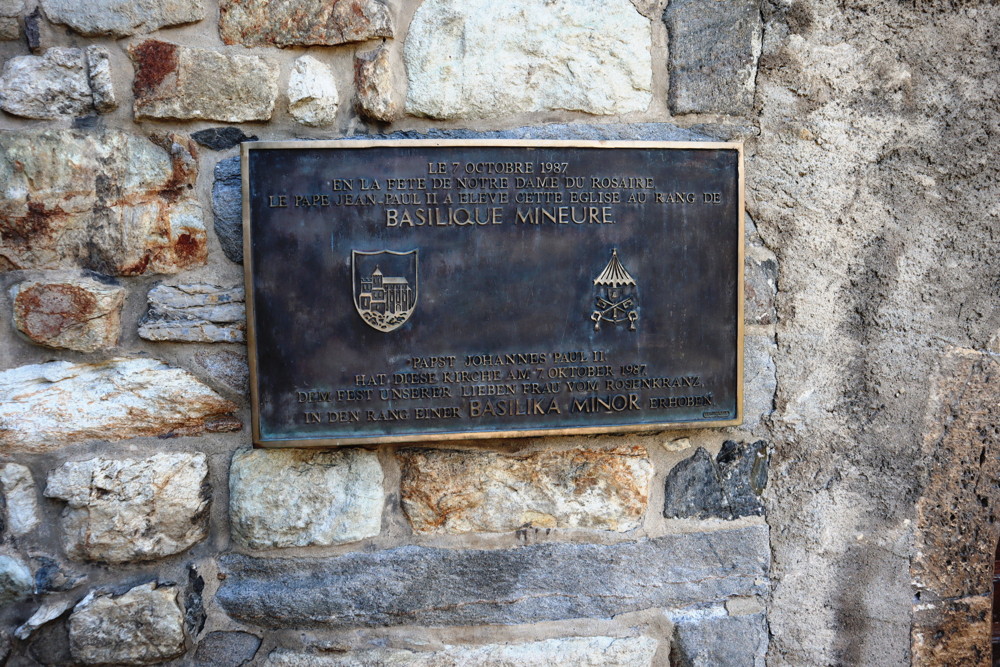 LE 7 OCTOBRE 1987
EN LA FETE DE NOTRE DAME DU ROSAIRE
LE PAPE JEAN-PAUL II A ELEVE CETTE EGLISE AU RANG DE
BASILIQUE MINEURE.
PAPST JOHANNES PAUL II
HAT DIESE KIRCHE AM 7. OKTOBER 1987
DEM FEST UNSERER LIEBEN FRAU VOM ROSENKRANZ,
IN DEN RANG EINER BASILIKA MINOR ERHOBEN.